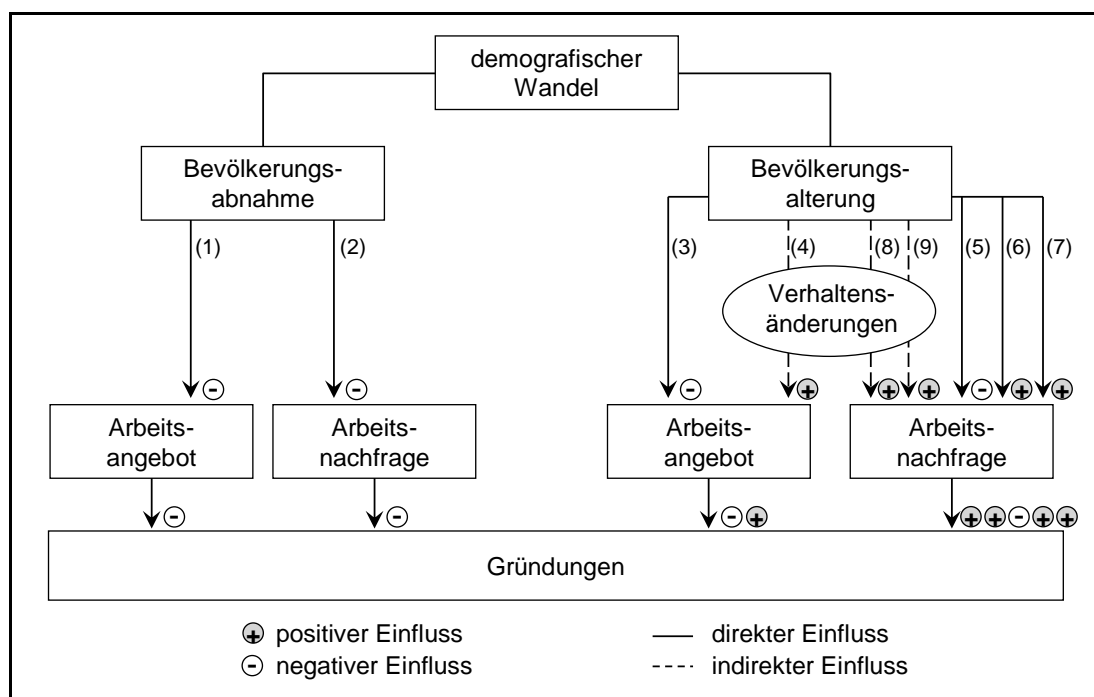 demografischer
Wandel
Bevölkerungs-
abnahme
Bevölkerungs-
alterung
(1)
(2)
(3)
(4)
(8)
(9)
(5)
(6)
(7)
Verhaltens-
änderungen
- - - + + + - + +
Arbeits-
angebot
Arbeits-
nachfrage
Arbeits-
angebot
Arbeits-
nachfrage
- - - + + + - + +
Gründungen
+ positiver Einfluss
direkter Einfluss
- negativer Einfluss
indirekter Einfluss